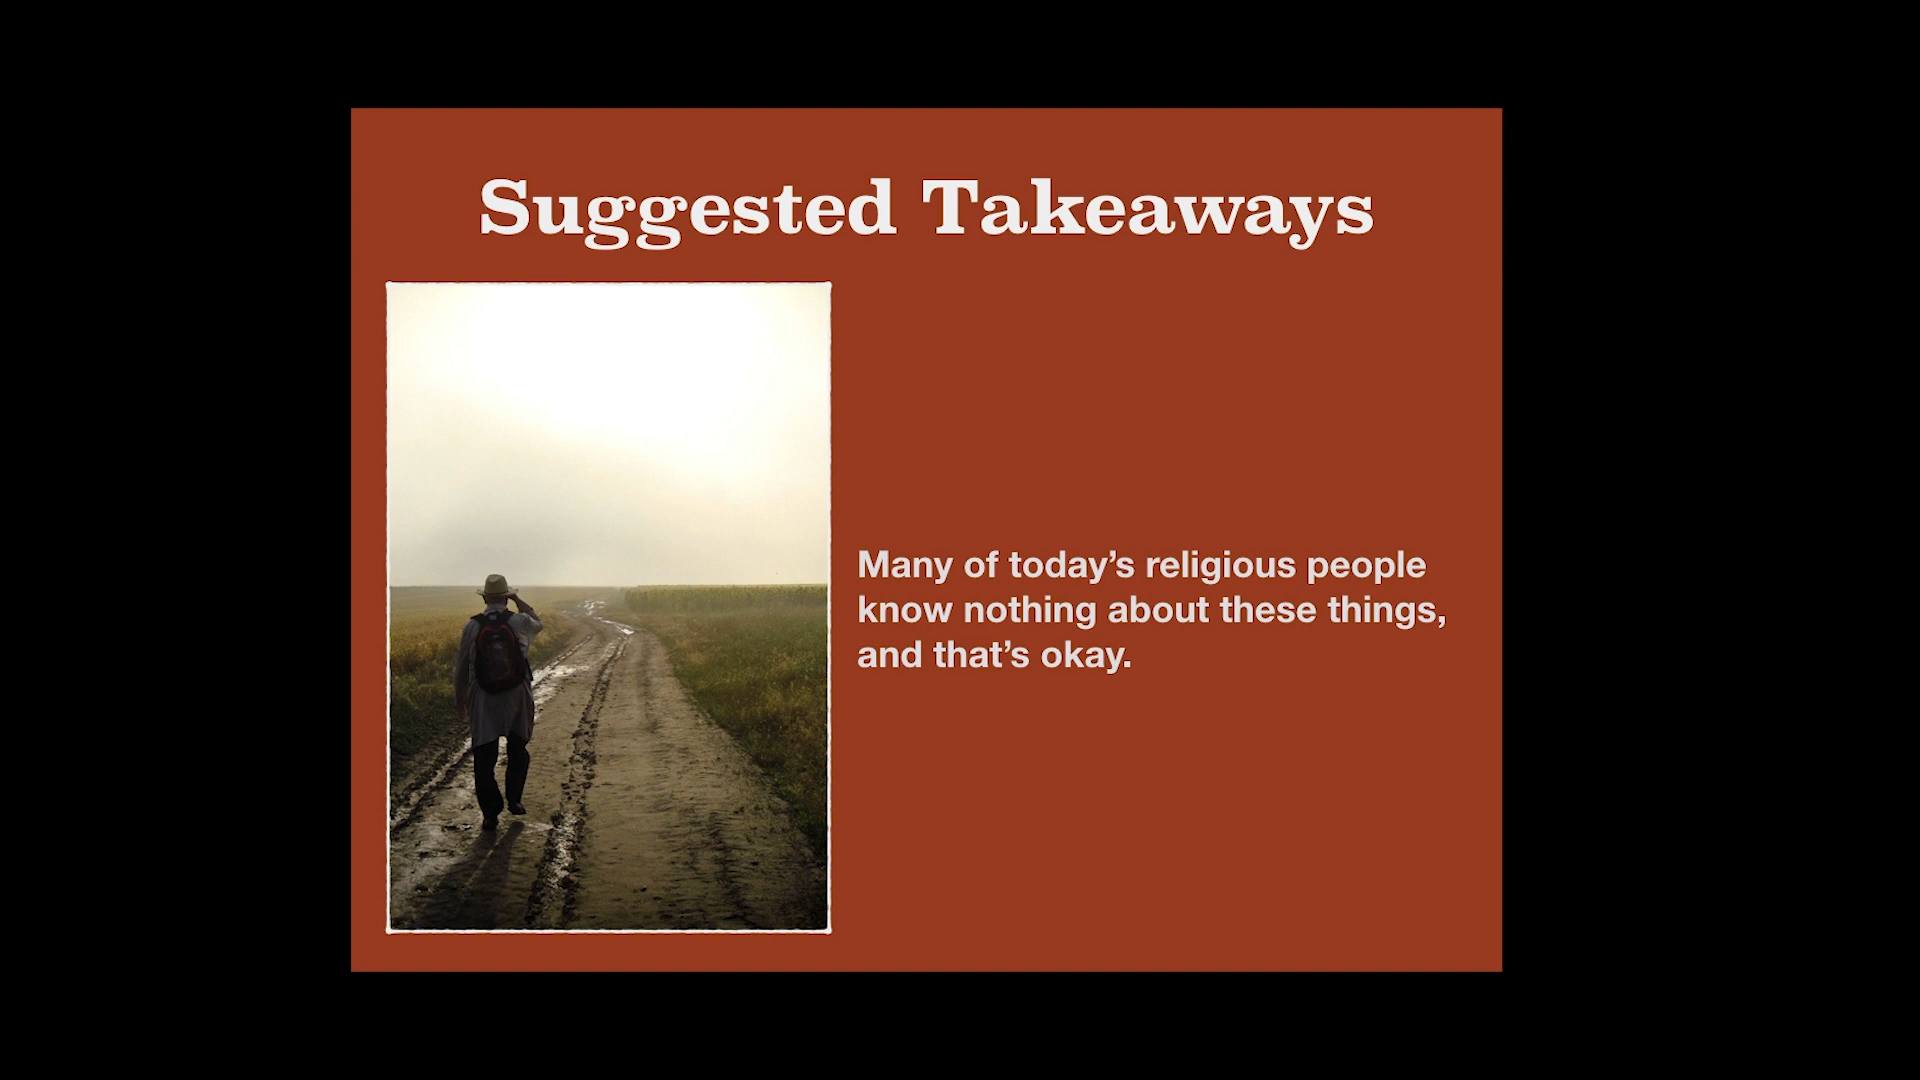 Suggested Takeaways
Many of today’s religious people
know nothing about these things,
and that’s okay.